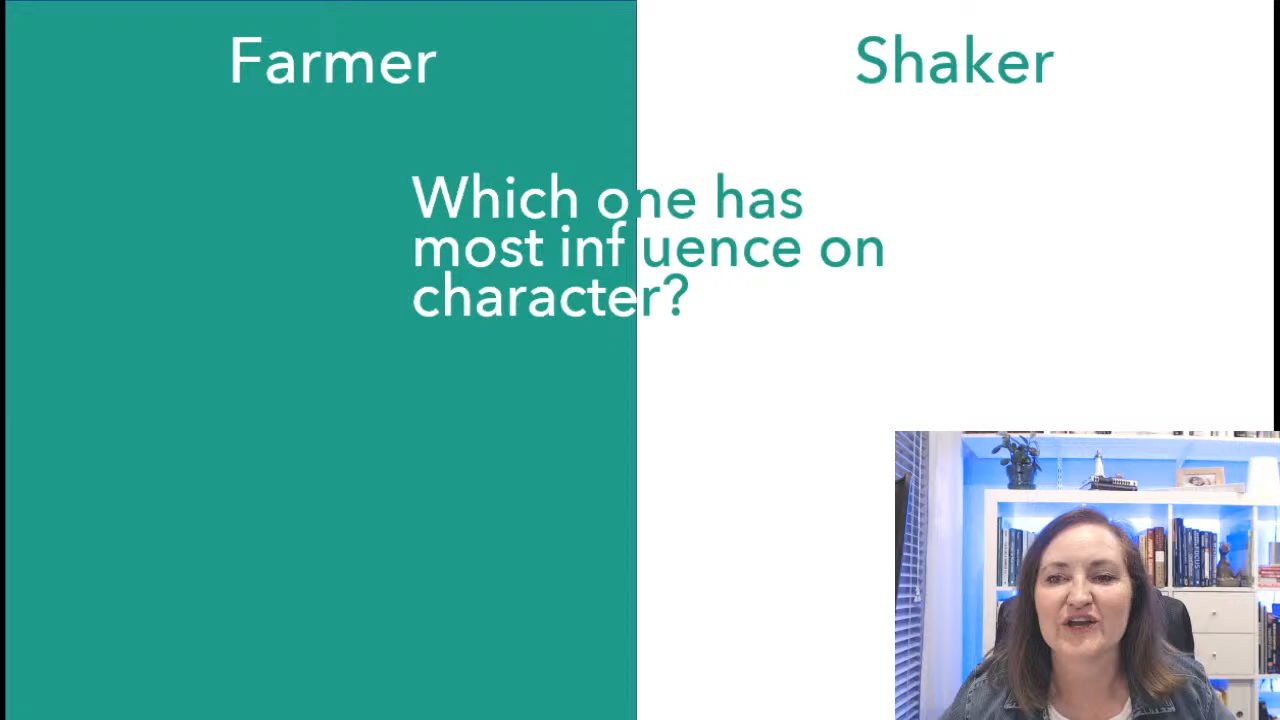 Farmer
Shaker
Which one has
most inf uence on
character?